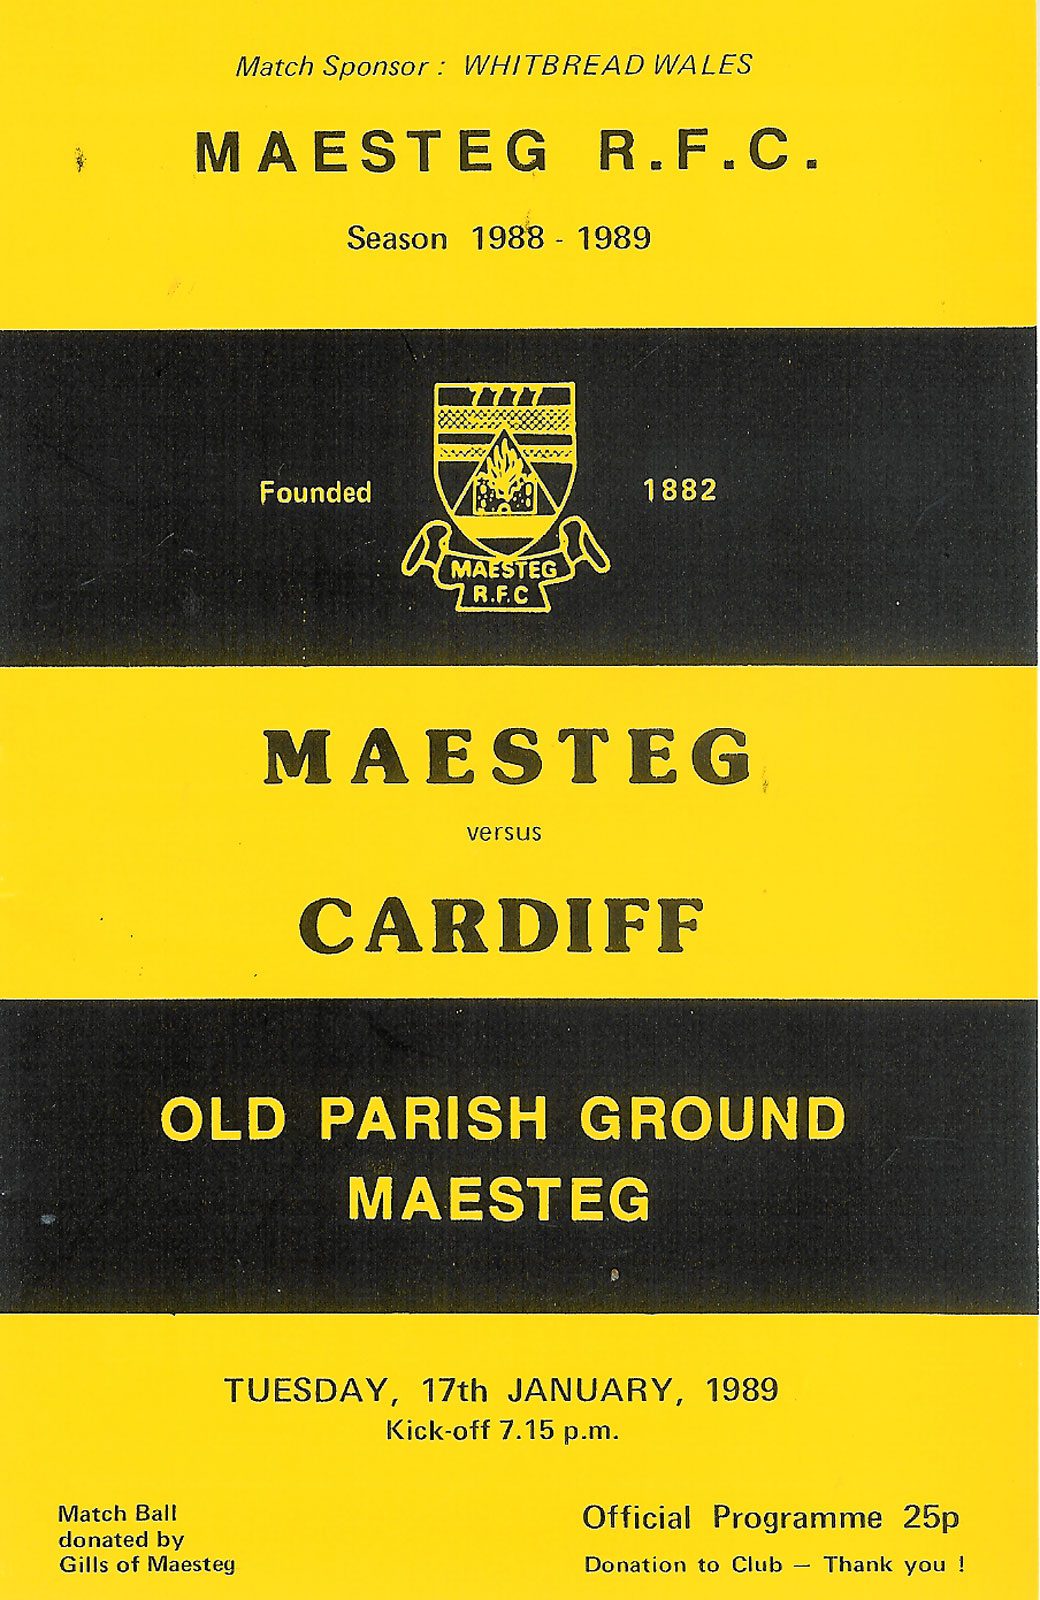 Match Sponsor : WHITBREAD WALES
MAESTEG R.F.C.
Season 1988 - 1989
7777
Founded
1882
MAESTEG
R.F.C
MAESTEG
versus
CARDIFF
OLD PARISH GROUND
MAESTEG
TUESDAY, 17th JANUARY, 1989
Kick-off 7.15 p.m.
Match Ball
donated by
Gills of Maesteg
Official Programme 25p
Donation to Club — Thank you !